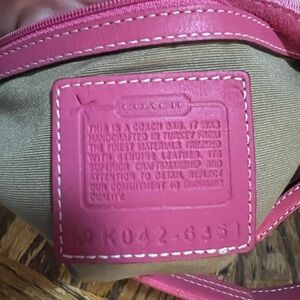 COACH
THIS IS A COACH BAG. IT WAS
HANDCRAFTED IN TURKEY FROM
THE FINEST MATERIALS TRIMMED
WITH GENUINE LEATHER. ITS
SUPERIOR CRAFTSMANSHIP AND
ATTENTION TO DETAIL REFLECT
OUR COMMITMENT TO ENDURING
QUALITY.
K042-6351